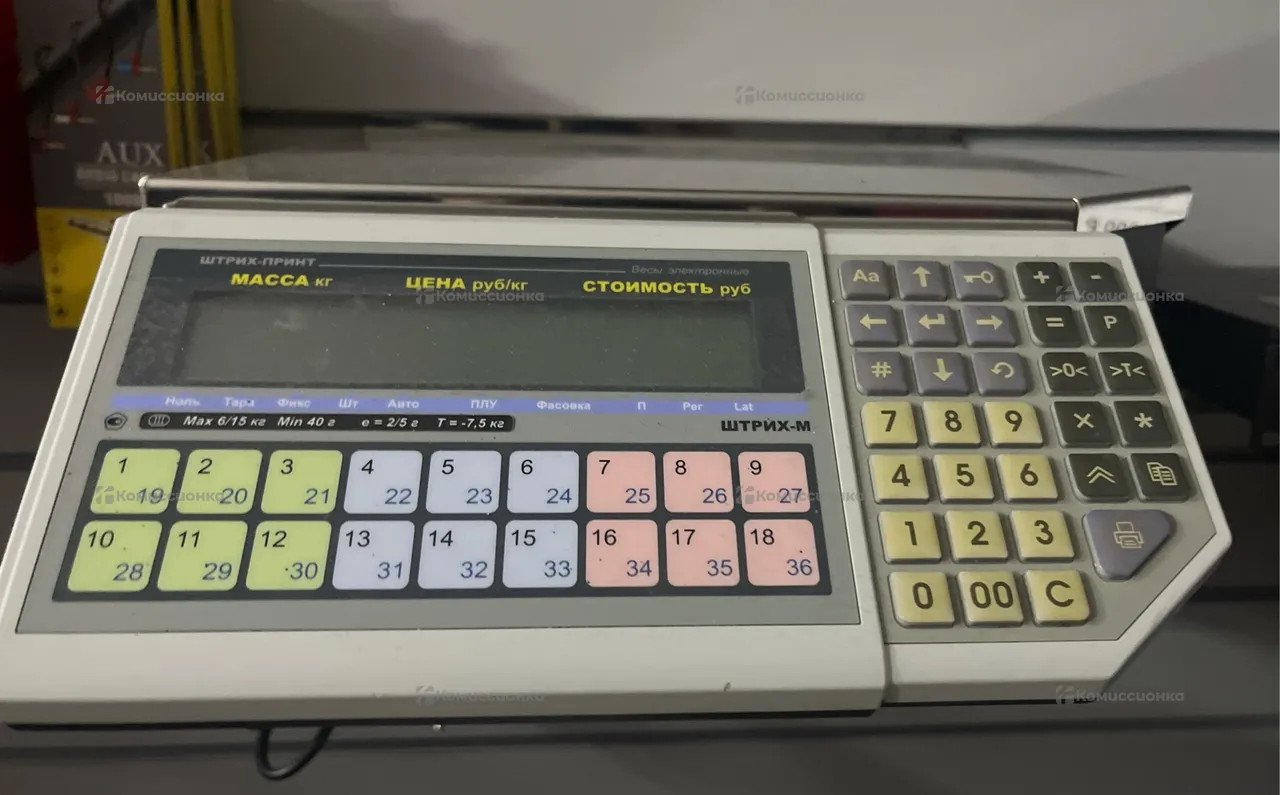 Комиссионка
Комиссионка
AUX
ШТРИХ-ПРИНТ
Весы электронные
МАССА кг ЦЕНА руб/кг СТОИМОСТЬ руб
Комиссионка
Комиссионка
Ноль Тара Фикс Шт Авто ПЛУ Фасовка П Рег Lat
Max 6/15 кг Min 40 г e = 2/5 г T = -7,5 кг
ШТРИХ-М
1 2 3 4 5 6 7 8 9
19 20 21 22 23 24 25 26 27
Комиссионка
Комиссионка
10 11 12 13 14 15 16 17 18
28 29 30 31 32 33 34 35 36
Aa ↑ + -
← ↵ → = P
# ↓ >0< >T<
7 8 9 × *
4 5 6
1 2 3
0 00 C
Комиссионка
Комиссионка